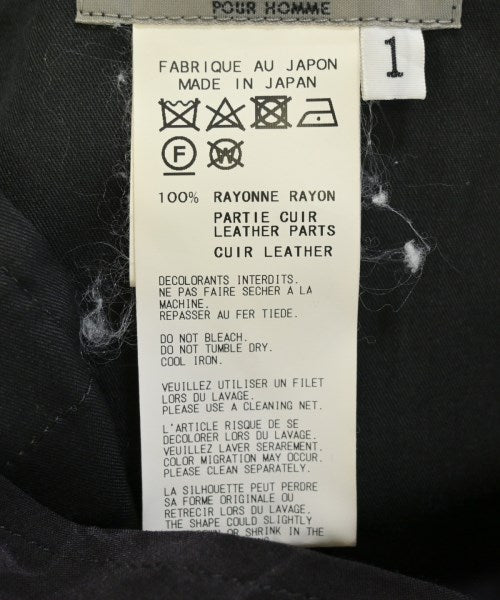 POUR HOMME
1
FABRIQUE AU JAPON
MADE IN JAPAN
F
W
100% RAYONNE RAYON
PARTIE CUIR
LEATHER PARTS
CUIR LEATHER
DECOLORANTS INTERDITS.
NE PAS FAIRE SECHER À LA
MACHINE.
REPASSER AU FER TIEDE.
DO NOT BLEACH.
DO NOT TUMBLE DRY.
COOL IRON.
VEUILLEZ UTILISER UN FILET
LORS DU LAVAGE.
PLEASE USE A CLEANING NET.
L'ARTICLE RISQUE DE SE
DECOLORER LORS DU LAVAGE.
VEUILLEZ LAVER SERAREMENT.
COLOR MIGRATION MAY OCCUR.
PLEASE CLEAN SEPARATELY.
LA SILHOUETTE PEUT PERDRE
SA FORME ORIGINALE OU
RETRECIR LORS DU LAVAGE.
THE SHAPE COULD SLIGHTLY
OR SHRINK IN THE